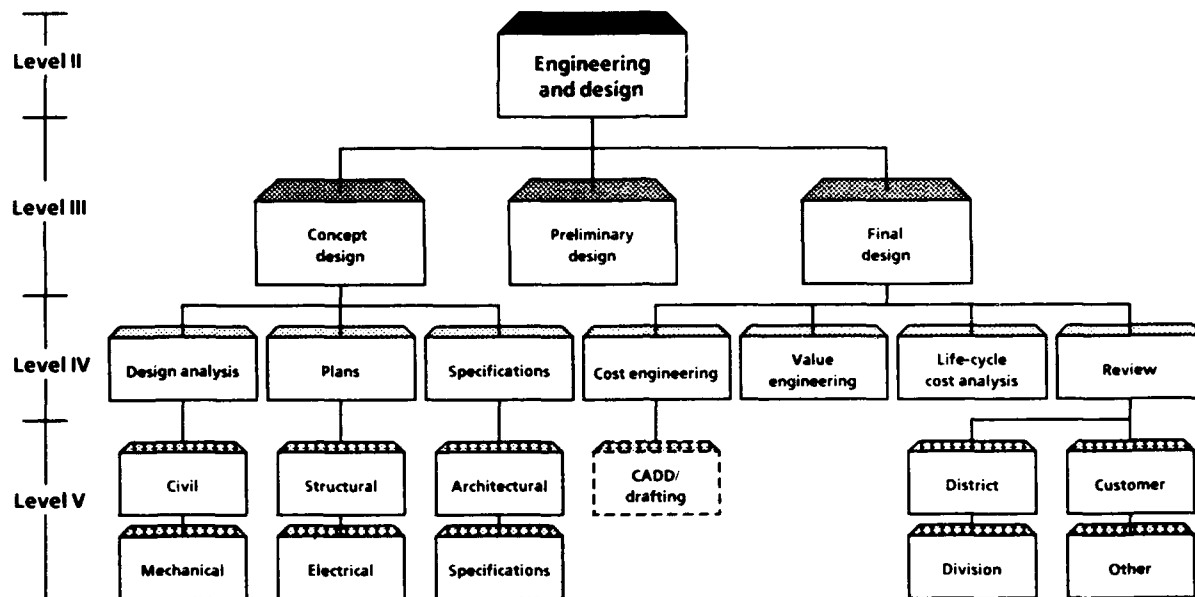 Level II
Engineering
and design
Level III
Concept
design
Preliminary
design
Final
design
Level IV
Design analysis
Plans
Specifications
Cost engineering
Value
engineering
Life-cycle
cost analysis
Review
Level V
Civil
Structural
Architectural
CADD/
drafting
District
Customer
Mechanical
Electrical
Specifications
Division
Other